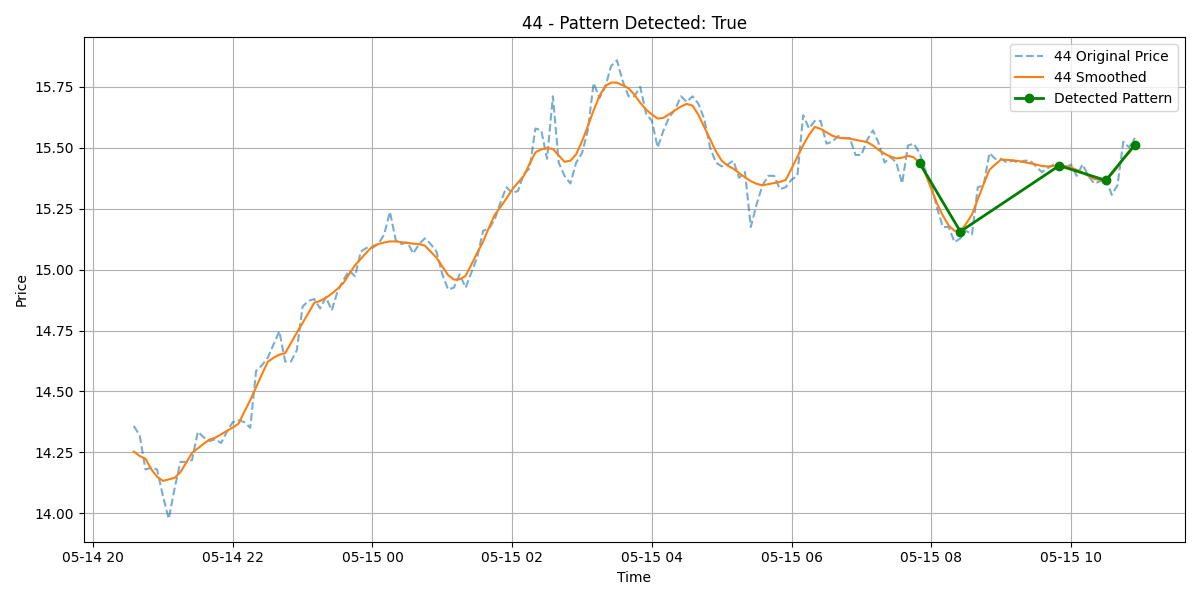 44 - Pattern Detected: True
44 Original Price
44 Smoothed
Detected Pattern
Price
15.75
15.50
15.25
15.00
14.75
14.50
14.25
14.00
05-14 20
05-14 22
05-15 00
05-15 02
05-15 04
05-15 06
05-15 08
05-15 10
Time